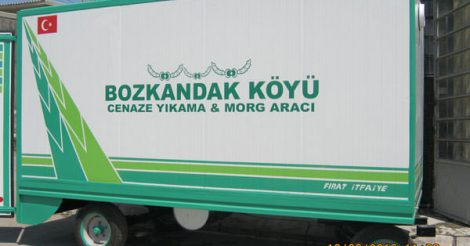 BOZKANDAK KÖYÜ
CENAZE YIKAMA & MORG ARACI
FIRAT İTFAİYE